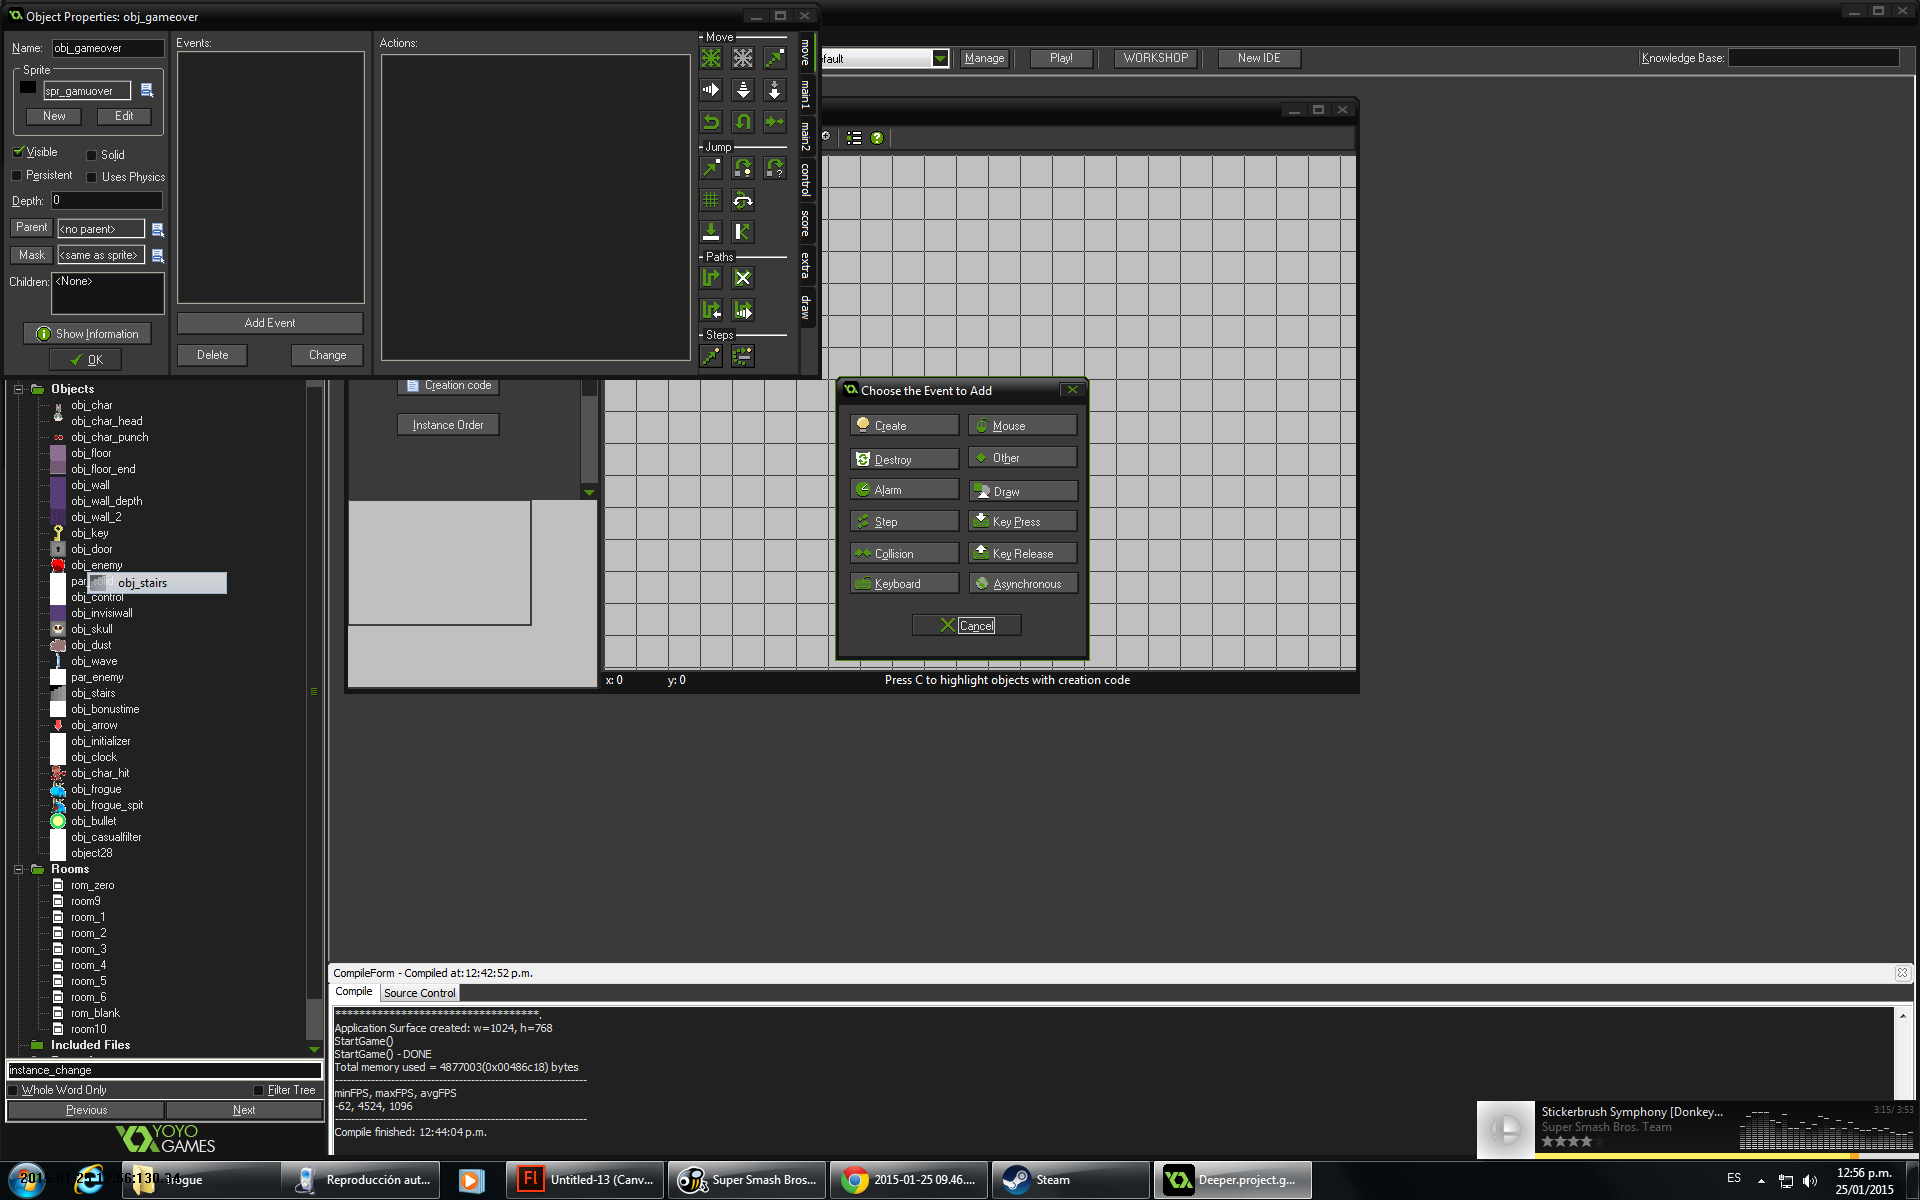 Object Properties: obj_gameover
Name: obj_gameover
Sprite
spr_gamuover
New
Edit
Visible
Solid
Persistent
Uses Physics
Depth: 0
Parent
<no parent>
Mask
<same as sprite>
Children: <None>
Show Information
OK
Events:
Add Event
Delete
Change
Actions:
Move
Jump
Paths
Steps
move
main1
main2
control
score
extra
draw
efault
Manage
Play!
WORKSHOP
New IDE
Knowledge Base:
Objects
obj_char
obj_char_head
obj_char_punch
obj_floor
obj_floor_end
obj_wall
obj_wall_depth
obj_wall_2
obj_key
obj_door
obj_enemy
par_solid
obj_stairs
obj_control
obj_invisiwall
obj_skull
obj_dust
obj_wave
par_enemy
obj_stairs
obj_bonustime
obj_arrow
obj_initializer
obj_clock
obj_char_hit
obj_frogue
obj_frogue_spit
obj_bullet
obj_casualfilter
object28
Rooms
rom_zero
room9
room_1
room_2
room_3
room_4
room_5
room_6
rom_blank
room10
Included Files
instance_change
Whole Word Only
Filter Tree
Previous
Next
YOYO
GAMES
Creation code
Instance Order
x: 0
y: 0
Press C to highlight objects with creation code
Choose the Event to Add
Create
Mouse
Destroy
Other
Alarm
Draw
Step
Key Press
Collision
Key Release
Keyboard
Asynchronous
Cancel
CompileForm - Compiled at: 12:42:52 p.m.
Compile
Source Control
***********************************.
Application Surface created: w=1024, h=768
StartGame()
StartGame() - DONE
Total memory used = 4877003(0x00486c18) bytes
----------------------------------------------------------------
minFPS, maxFPS, avgFPS
-62, 4524, 1096
----------------------------------------------------------------
Compile finished: 12:44:04 p.m.
Stickerbrush Symphony [Donkey...
3:15/ 3:53
Super Smash Bros. Team
2015-01-25 12:56:130.14
Reproducción aut...
Untitled-13 (Canv...
Super Smash Bros...
2015-01-25 09.46....
Steam
Deeper.project.g...
ES
12:56 p.m.
25/01/2015